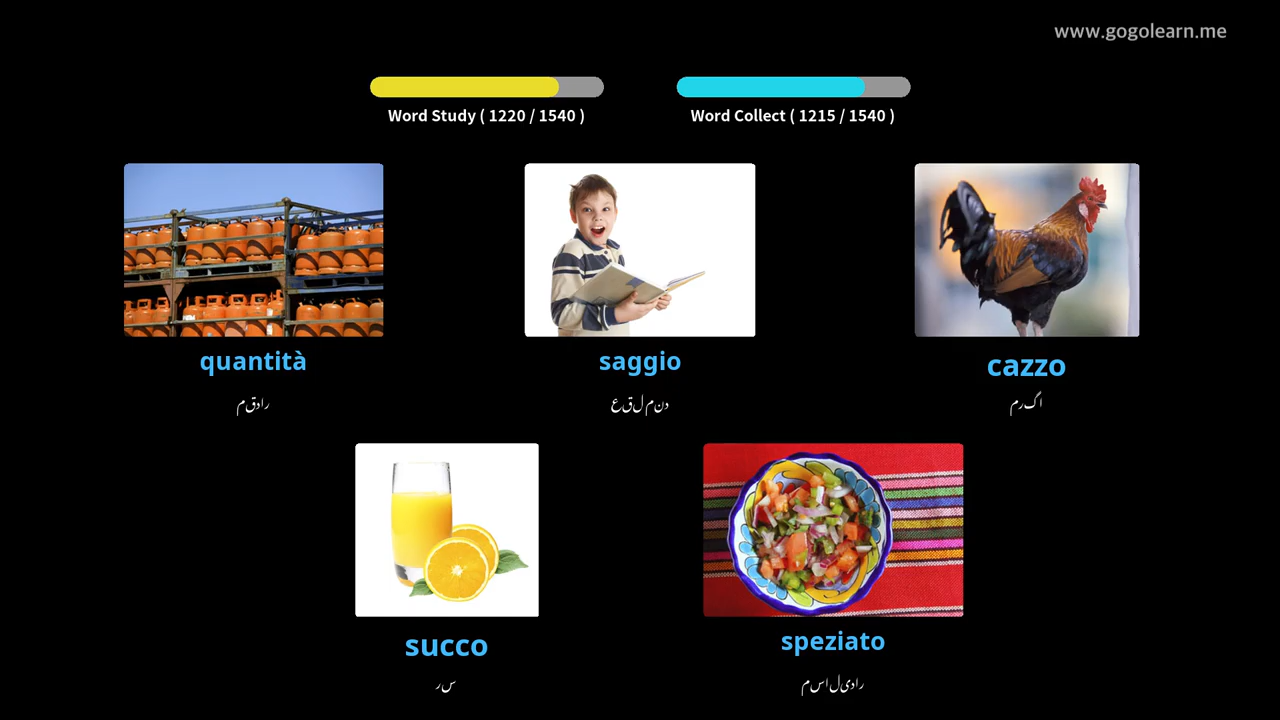 www.gogolearn.me
Word Study ( 1220 / 1540 )
Word Collect ( 1215 / 1540 )
quantità
رادقم
saggio
دنملقع
cazzo
اگرم
succo
سر
speziato
رادیلاسم